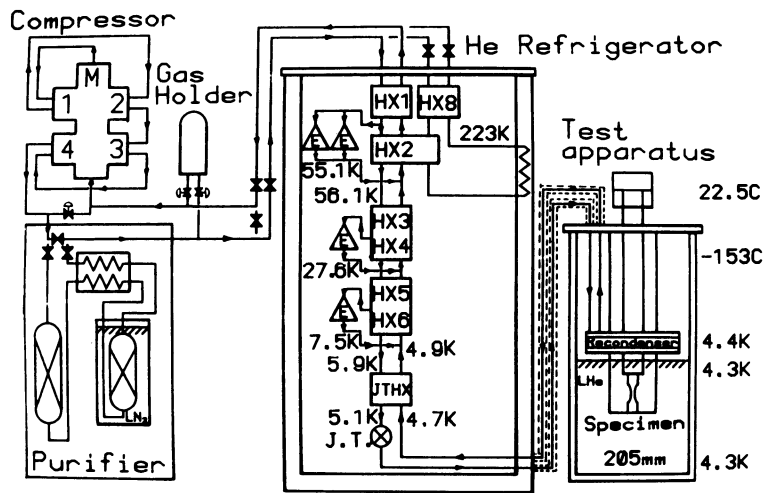 Compressor
M
1
2
4
3
Gas
Holder
He Refrigerator
HX1
HX8
E
E
HX2
223K
55.1K
56.1K
HX3
HX4
E
27.6K
HX5
HX6
E
7.5K
4.9K
5.9K
JTHX
5.1K
4.7K
J.T.
Test
apparatus
22.5C
-153C
Recondenser
4.4K
4.3K
LHe
Specimen
205mm
4.3K
LN₂
Purifier